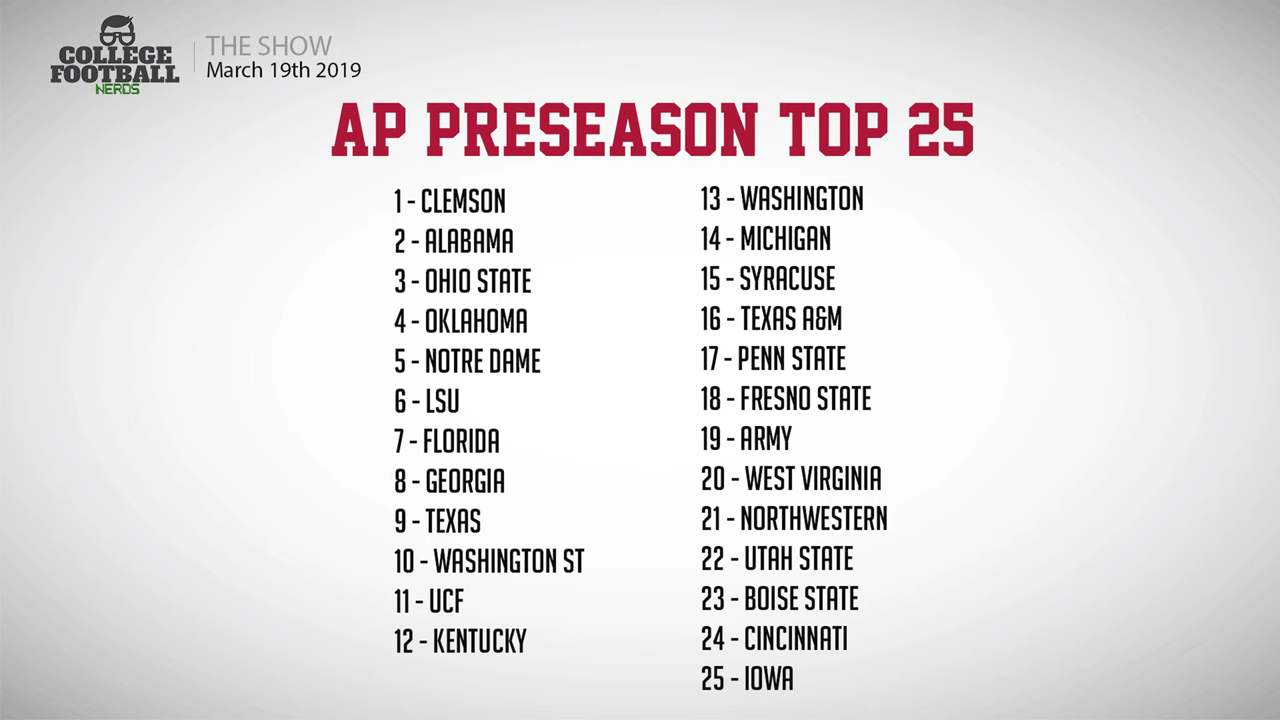 COLLEGE
FOOTBALL
NERDS
THE SHOW
March 19th 2019
AP PRESEASON TOP 25
1 - CLEMSON
2 - ALABAMA
3 - OHIO STATE
4 - OKLAHOMA
5 - NOTRE DAME
6 - LSU
7 - FLORIDA
8 - GEORGIA
9 - TEXAS
10 - WASHINGTON ST
11 - UCF
12 - KENTUCKY
13 - WASHINGTON
14 - MICHIGAN
15 - SYRACUSE
16 - TEXAS A&M
17 - PENN STATE
18 - FRESNO STATE
19 - ARMY
20 - WEST VIRGINIA
21 - NORTHWESTERN
22 - UTAH STATE
23 - BOISE STATE
24 - CINCINNATI
25 - IOWA